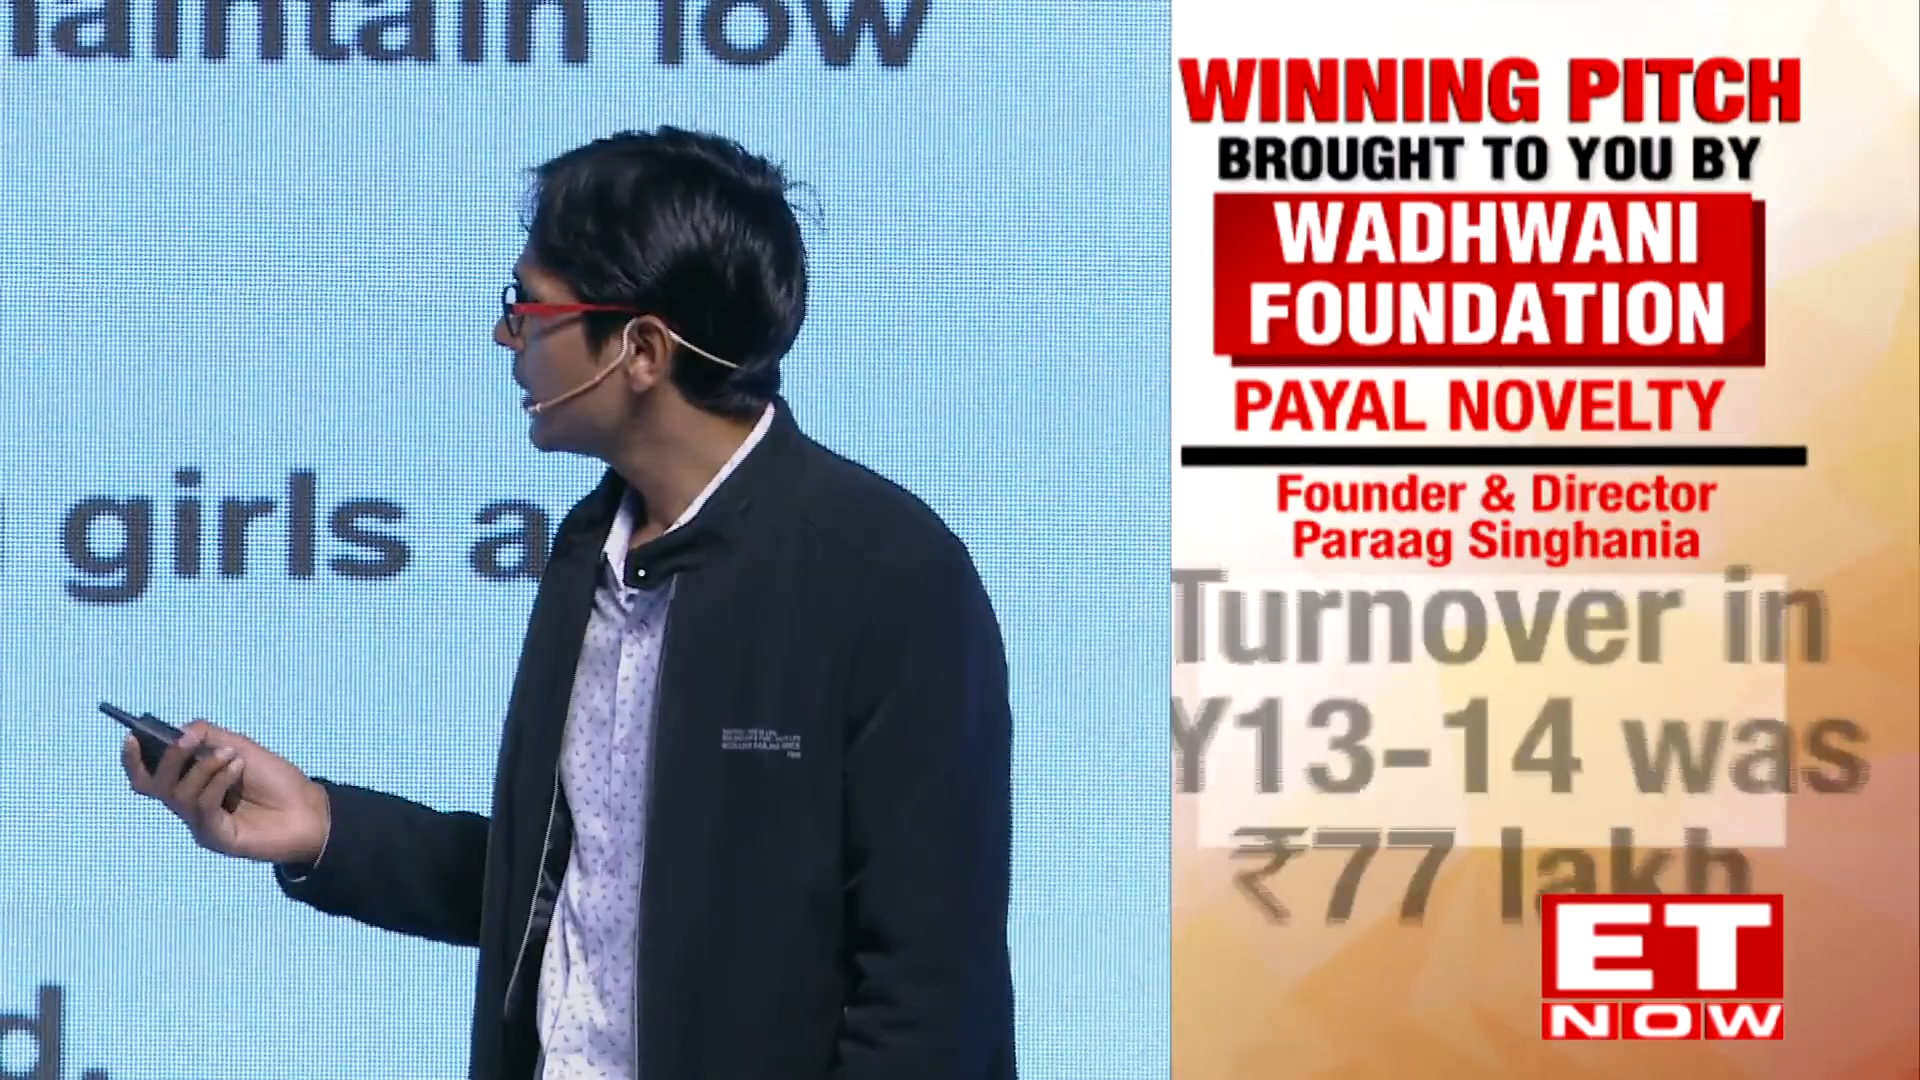 maintain low
girls a
d.
WINNING PITCH
BROUGHT TO YOU BY
WADHWANI
FOUNDATION
PAYAL NOVELTY
Founder & Director
Paraag Singhania
Turnover in
Y13-14 was
₹77 lakh
ET
NOW